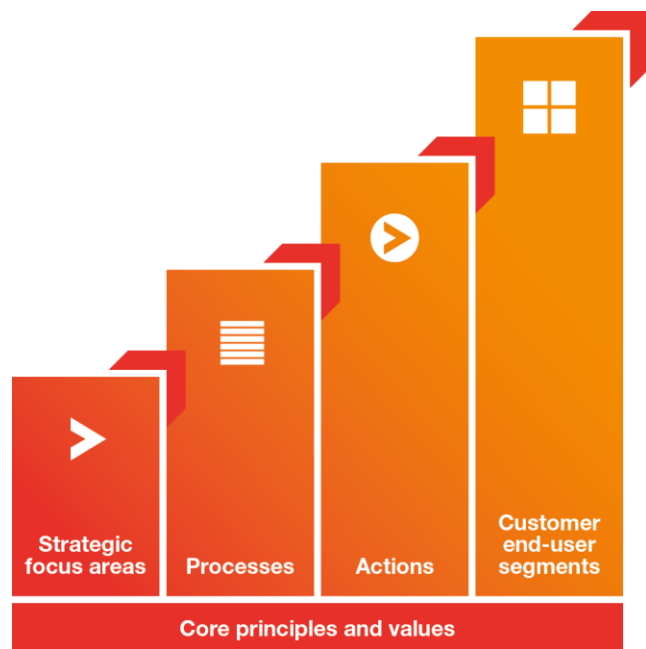 Strategic
focus areas
Processes
Actions
Customer
end-user
segments
Core principles and values